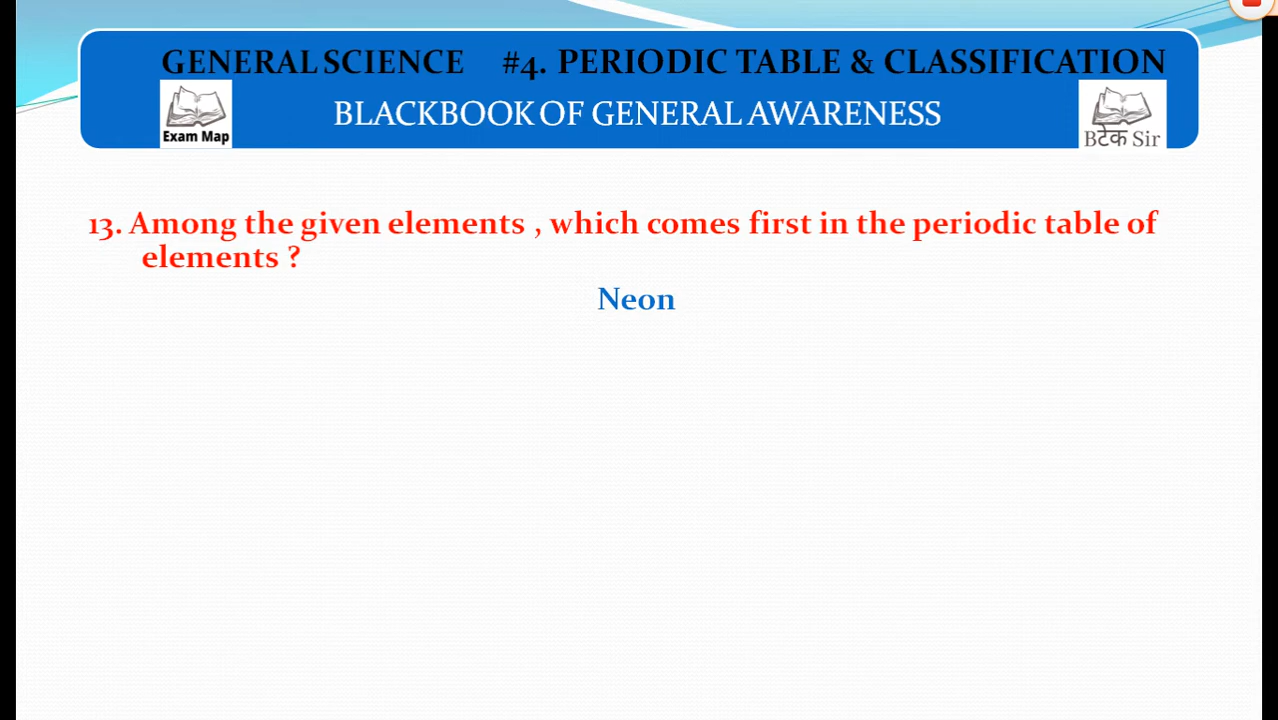 GENERAL SCIENCE #4. PERIODIC TABLE & CLASSIFICATION
BLACKBOOK OF GENERAL AWARENESS
Exam Map
Bटेक Sir
13. Among the given elements , which comes first in the periodic table of
elements ?
Neon